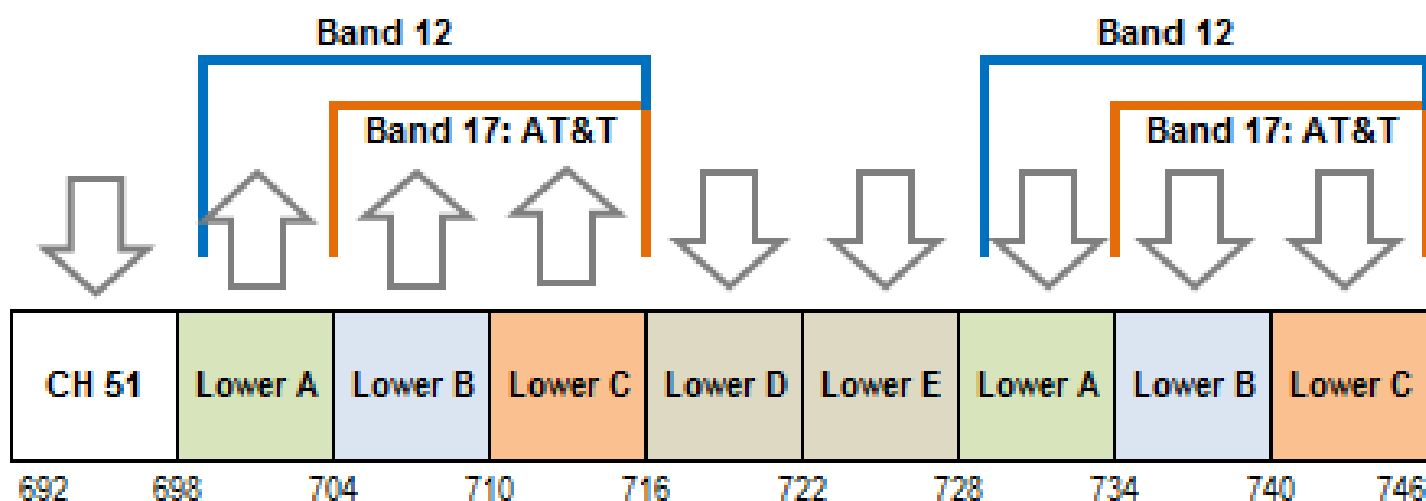 Band 12 Band 12
Band 17: AT&T Band 17: AT&T
CH 51 Lower A Lower B Lower C Lower D Lower E Lower A Lower B Lower C
692 698 704 710 716 722 728 734 740 746